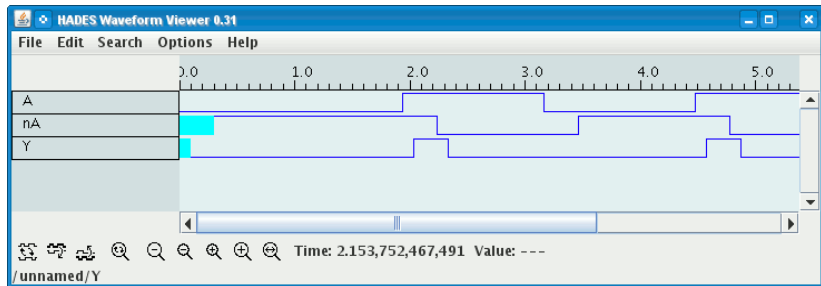 HADES Waveform Viewer 0.31
File Edit Search Options Help
0.0 1.0 2.0 3.0 4.0 5.0
A
nA
Y
Time: 2.153,752,467,491 Value: ---
/unnamed/Y